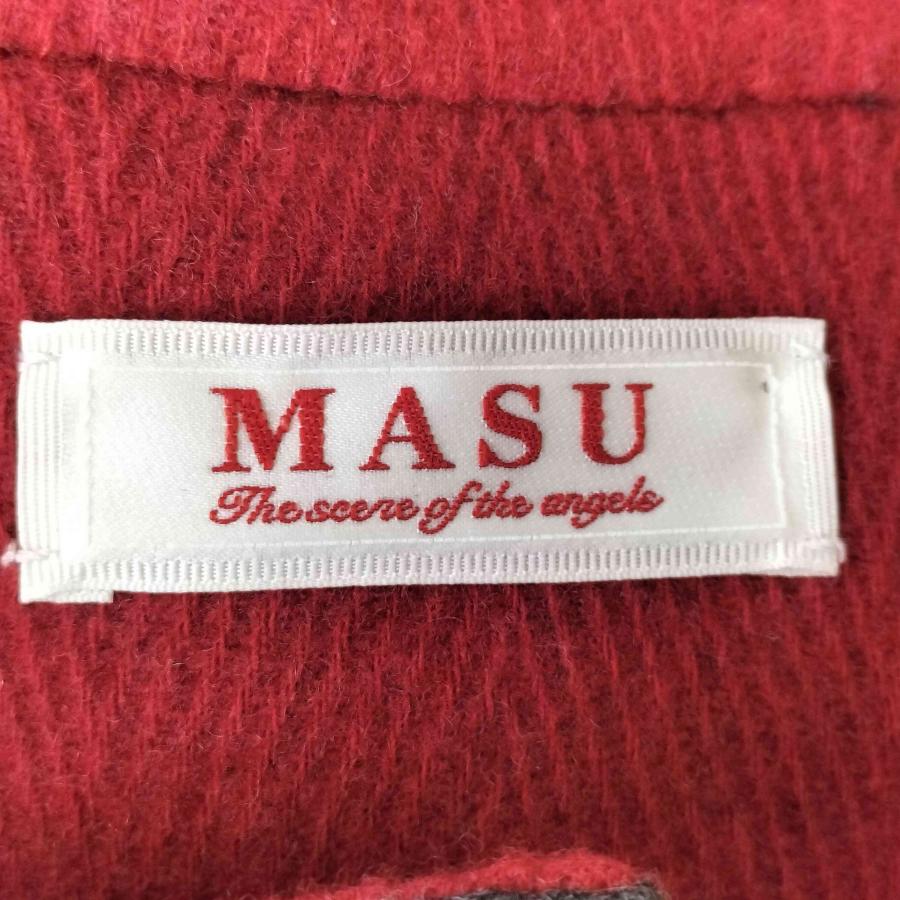 MASU
The scene of the angels